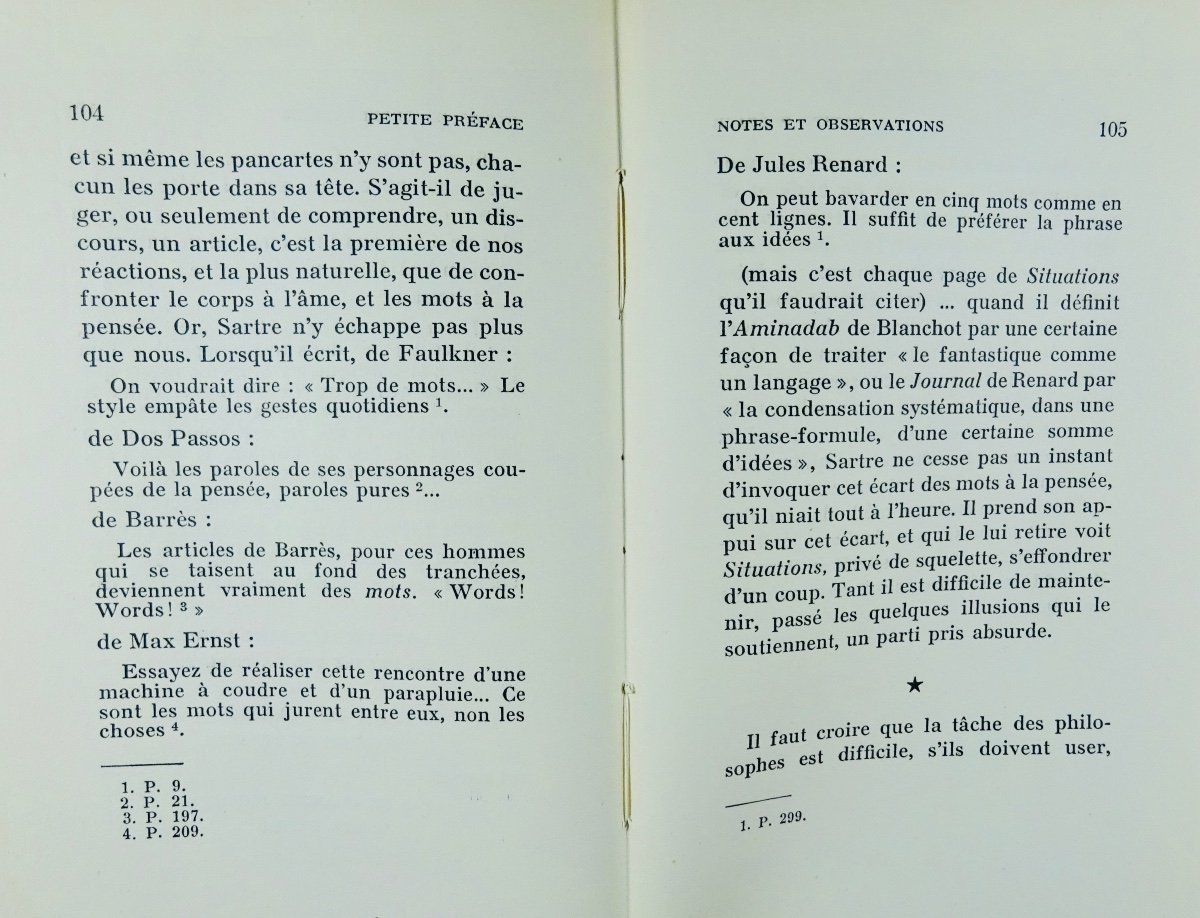 104
PETITE PRÉFACE
et si même les pancartes n'y sont pas, cha-
cun les porte dans sa tête. S'agit-il de ju-
ger, ou seulement de comprendre, un dis-
cours, un article, c'est la première de nos
réactions, et la plus naturelle, que de con-
fronter le corps à l'âme, et les mots à la
pensée. Or, Sartre n'y échappe pas plus
que nous. Lorsqu'il écrit, de Faulkner :
On voudrait dire : « Trop de mots... » Le
style empâte les gestes quotidiens ¹.
de Dos Passos :
Voilà les paroles de ses personnages cou-
pées de la pensée, paroles pures ²...
de Barrès :
Les articles de Barrès, pour ces hommes
qui se taisent au fond des tranchées,
deviennent vraiment des mots. « Words!
Words! ³ »
de Max Ernst :
Essayez de réaliser cette rencontre d'une
machine à coudre et d'un parapluie... Ce
sont les mots qui jurent entre eux, non les
choses ⁴.
1. P. 9.
2. P. 21.
3. P. 197.
4. P. 209.
NOTES ET OBSERVATIONS
105
De Jules Renard :
On peut bavarder en cinq mots comme en
cent lignes. Il suffit de préférer la phrase
aux idées ¹.
(mais c'est chaque page de Situations
qu'il faudrait citer) ... quand il définit
l'Aminadab de Blanchot par une certaine
façon de traiter « le fantastique comme
un langage », ou le Journal de Renard par
« la condensation systématique, dans une
phrase-formule, d'une certaine somme
d'idées », Sartre ne cesse pas un instant
d'invoquer cet écart des mots à la pensée,
qu'il niait tout à l'heure. Il prend son ap-
pui sur cet écart, et qui le lui retire voit
Situations, privé de squelette, s'effondrer
d'un coup. Tant il est difficile de mainte-
nir, passé les quelques illusions qui le
soutiennent, un parti pris absurde.
★
Il faut croire que la tâche des philo-
sophes est difficile, s'ils doivent user,
1. P. 299.